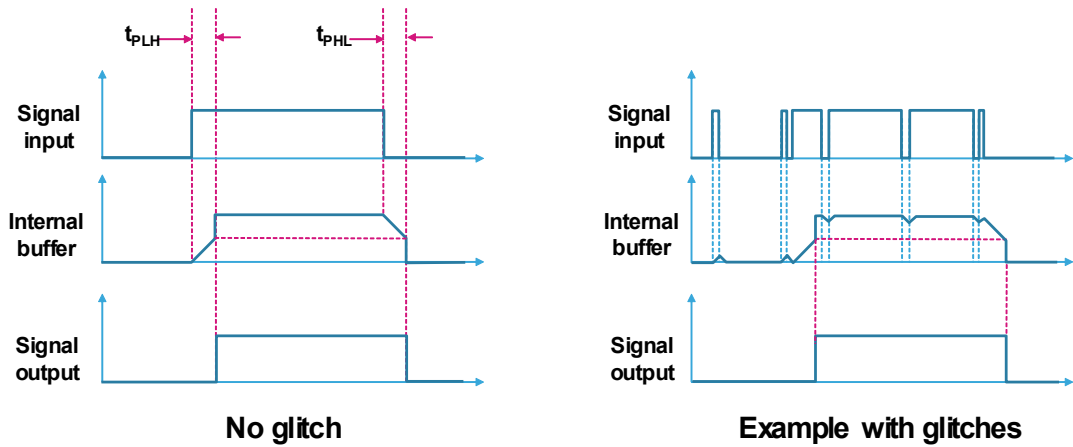 tPLH
tPHL
Signal
input
Internal
buffer
Signal
output
No glitch
Signal
input
Internal
buffer
Signal
output
Example with glitches